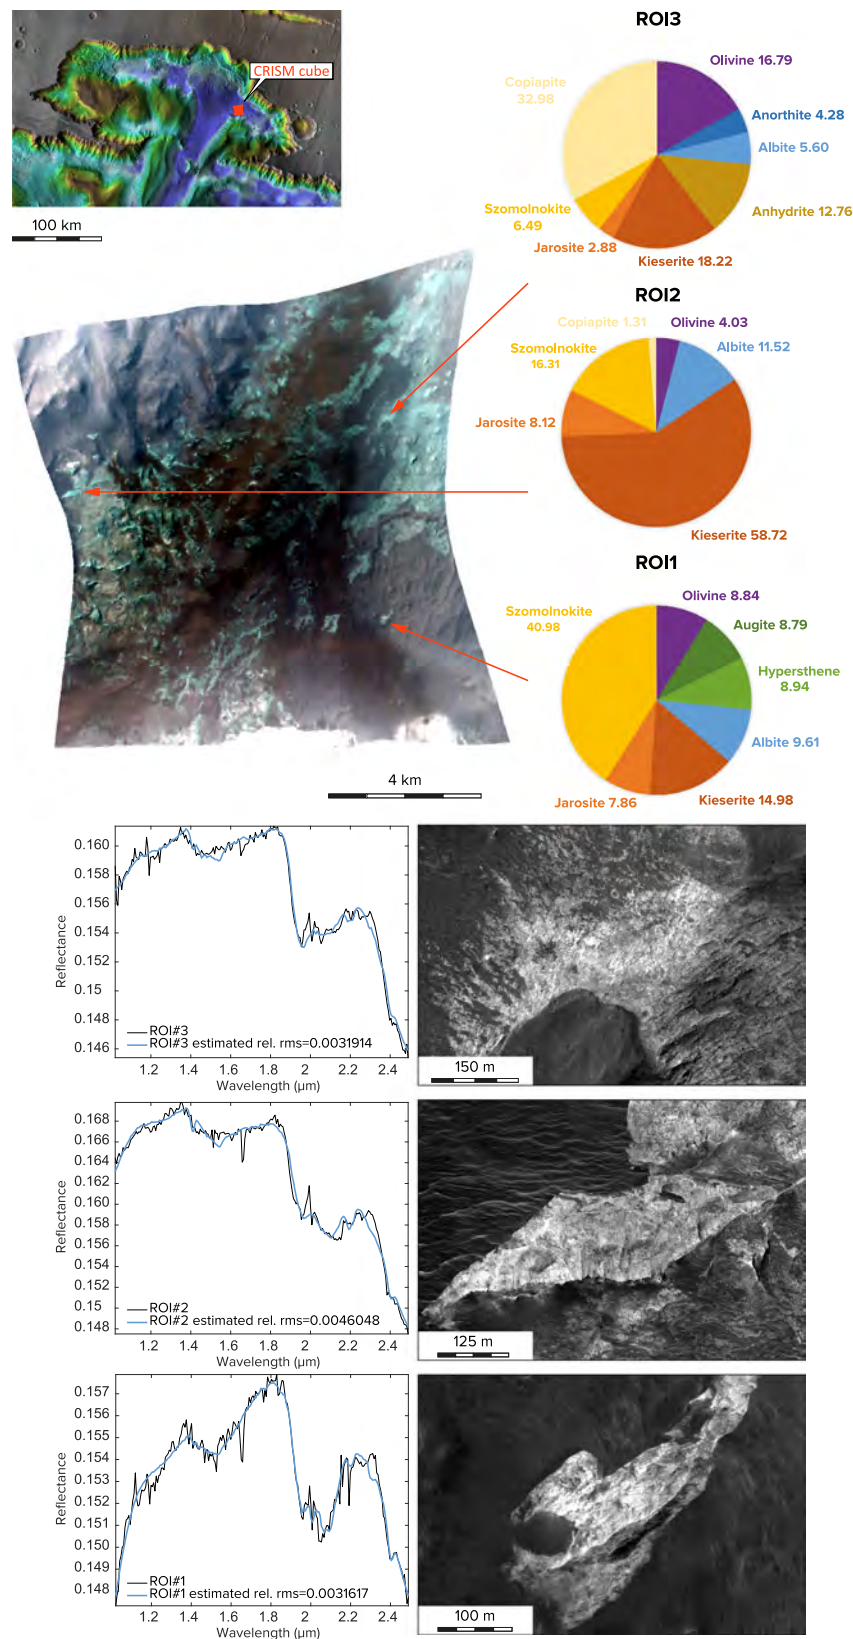 CRISM cube
100 km
ROI3
Olivine 16.79
Copiapite
32.98
Anorthite 4.28
Albite 5.60
Anhydrite 12.76
Szomolnokite
6.49
Jarosite 2.88
Kieserite 18.22
ROI2
Copiapite 1.31
Olivine 4.03
Szomolnokite
16.31
Albite 11.52
Jarosite 8.12
Kieserite 58.72
ROI1
Olivine 8.84
Szomolnokite
40.98
Augite 8.79
Hypersthene
8.94
Albite 9.61
Jarosite 7.86
Kieserite 14.98
4 km
0.160
0.158
0.156
0.154
0.15
0.148
0.146
Reflectance
ROI#3
ROI#3 estimated rel. rms=0.0031914
1.2 1.4 1.6 1.8 2 2.2 2.4
Wavelength (µm)
150 m
0.168
0.164
0.162
0.160
0.158
0.156
0.152
0.15
0.148
Reflectance
ROI#2
ROI#2 estimated rel. rms=0.0046048
1.2 1.4 1.6 1.8 2 2.2 2.4
Wavelength (µm)
125 m
0.157
0.155
0.154
0.153
0.152
0.151
0.15
0.149
0.148
Reflectance
ROI#1
ROI#1 estimated rel. rms=0.0031617
1.2 1.4 1.6 1.8 2 2.2 2.4
Wavelength (µm)
100 m